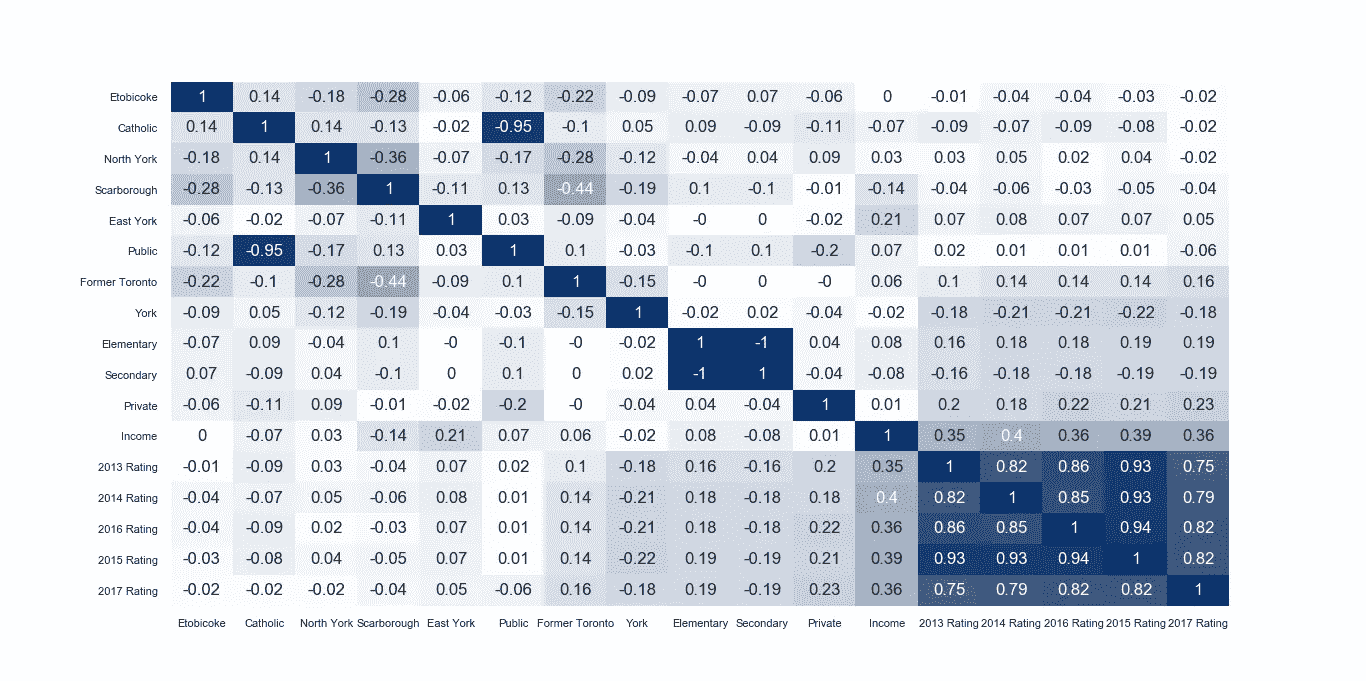 Etobicoke 1 0.14 -0.18 -0.28 -0.06 -0.12 -0.22 -0.09 -0.07 0.07 -0.06 0 -0.01 -0.04 -0.04 -0.03 -0.02
Catholic 0.14 1 0.14 -0.13 -0.02 -0.95 -0.1 0.05 0.09 -0.09 -0.11 -0.07 -0.09 -0.07 -0.09 -0.08 -0.02
North York -0.18 0.14 1 -0.36 -0.07 -0.17 -0.28 -0.12 -0.04 0.04 0.09 0.03 0.03 0.05 0.02 0.04 -0.02
Scarborough -0.28 -0.13 -0.36 1 -0.11 0.13 -0.44 -0.19 0.1 -0.1 -0.01 -0.14 -0.04 -0.06 -0.03 -0.05 -0.04
East York -0.06 -0.02 -0.07 -0.11 1 0.03 -0.09 -0.04 -0 0 -0.02 0.21 0.07 0.08 0.07 0.07 0.05
Public -0.12 -0.95 -0.17 0.13 0.03 1 0.1 -0.03 -0.1 0.1 -0.2 0.07 0.02 0.01 0.01 0.01 -0.06
Former Toronto -0.22 -0.1 -0.28 -0.44 -0.09 0.1 1 -0.15 -0 0 -0 0.06 0.1 0.14 0.14 0.14 0.16
York -0.09 0.05 -0.12 -0.19 -0.04 -0.03 -0.15 1 -0.02 0.02 -0.04 -0.02 -0.18 -0.21 -0.21 -0.22 -0.18
Elementary -0.07 0.09 -0.04 0.1 -0 -0.1 -0 -0.02 1 -1 0.04 0.08 0.16 0.18 0.18 0.19 0.19
Secondary 0.07 -0.09 0.04 -0.1 0 0.1 0 0.02 -1 1 -0.04 -0.08 -0.16 -0.18 -0.18 -0.19 -0.19
Private -0.06 -0.11 0.09 -0.01 -0.02 -0.2 -0 -0.04 0.04 -0.04 1 0.01 0.2 0.18 0.22 0.21 0.23
Income 0 -0.07 0.03 -0.14 0.21 0.07 0.06 -0.02 0.08 -0.08 0.01 1 0.35 0.4 0.36 0.39 0.36
2013 Rating -0.01 -0.09 0.03 -0.04 0.07 0.02 0.1 -0.18 0.16 -0.16 0.2 0.35 1 0.82 0.86 0.93 0.75
2014 Rating -0.04 -0.07 0.05 -0.06 0.08 0.01 0.14 -0.21 0.18 -0.18 0.18 0.4 0.82 1 0.85 0.93 0.79
2016 Rating -0.04 -0.09 0.02 -0.03 0.07 0.01 0.14 -0.21 0.18 -0.18 0.22 0.36 0.86 0.85 1 0.94 0.82
2015 Rating -0.03 -0.08 0.04 -0.05 0.07 0.01 0.14 -0.22 0.19 -0.19 0.21 0.39 0.93 0.93 0.94 1 0.82
2017 Rating -0.02 -0.02 -0.02 -0.04 0.05 -0.06 0.16 -0.18 0.19 -0.19 0.23 0.36 0.75 0.79 0.82 0.82 1
Etobicoke Catholic North York Scarborough East York Public Former Toronto York Elementary Secondary Private Income 2013 Rating 2014 Rating 2016 Rating 2015 Rating 2017 Rating